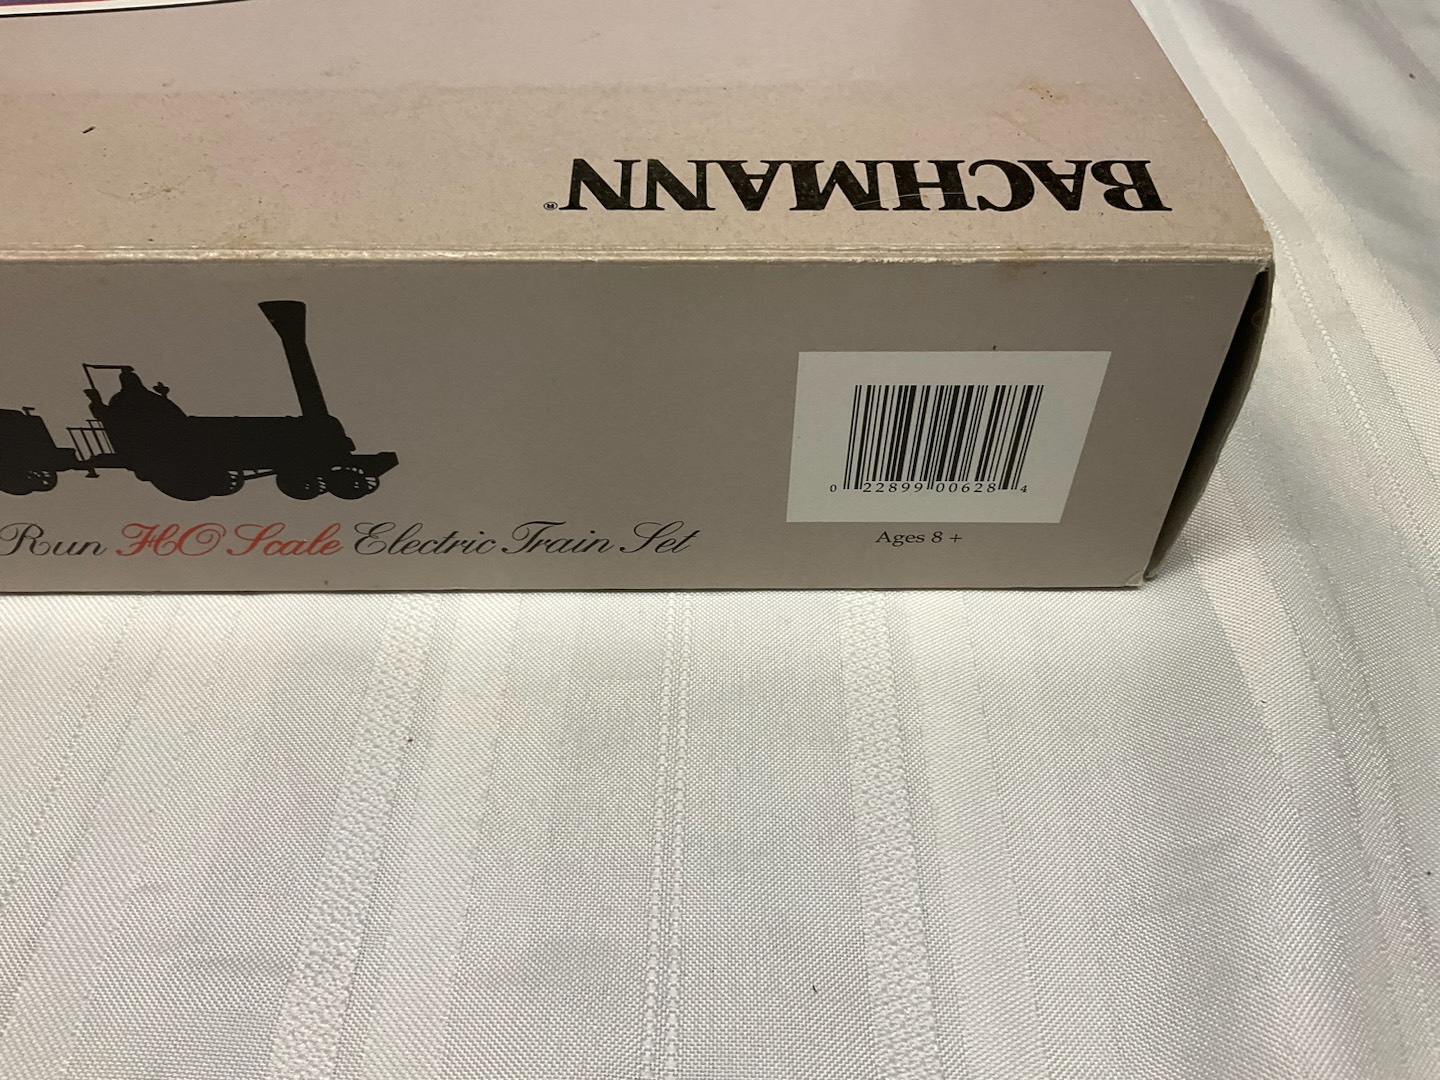 BACHMANN®
Run HO Scale Electric Train Set
0 22899 00628 4
Ages 8 +